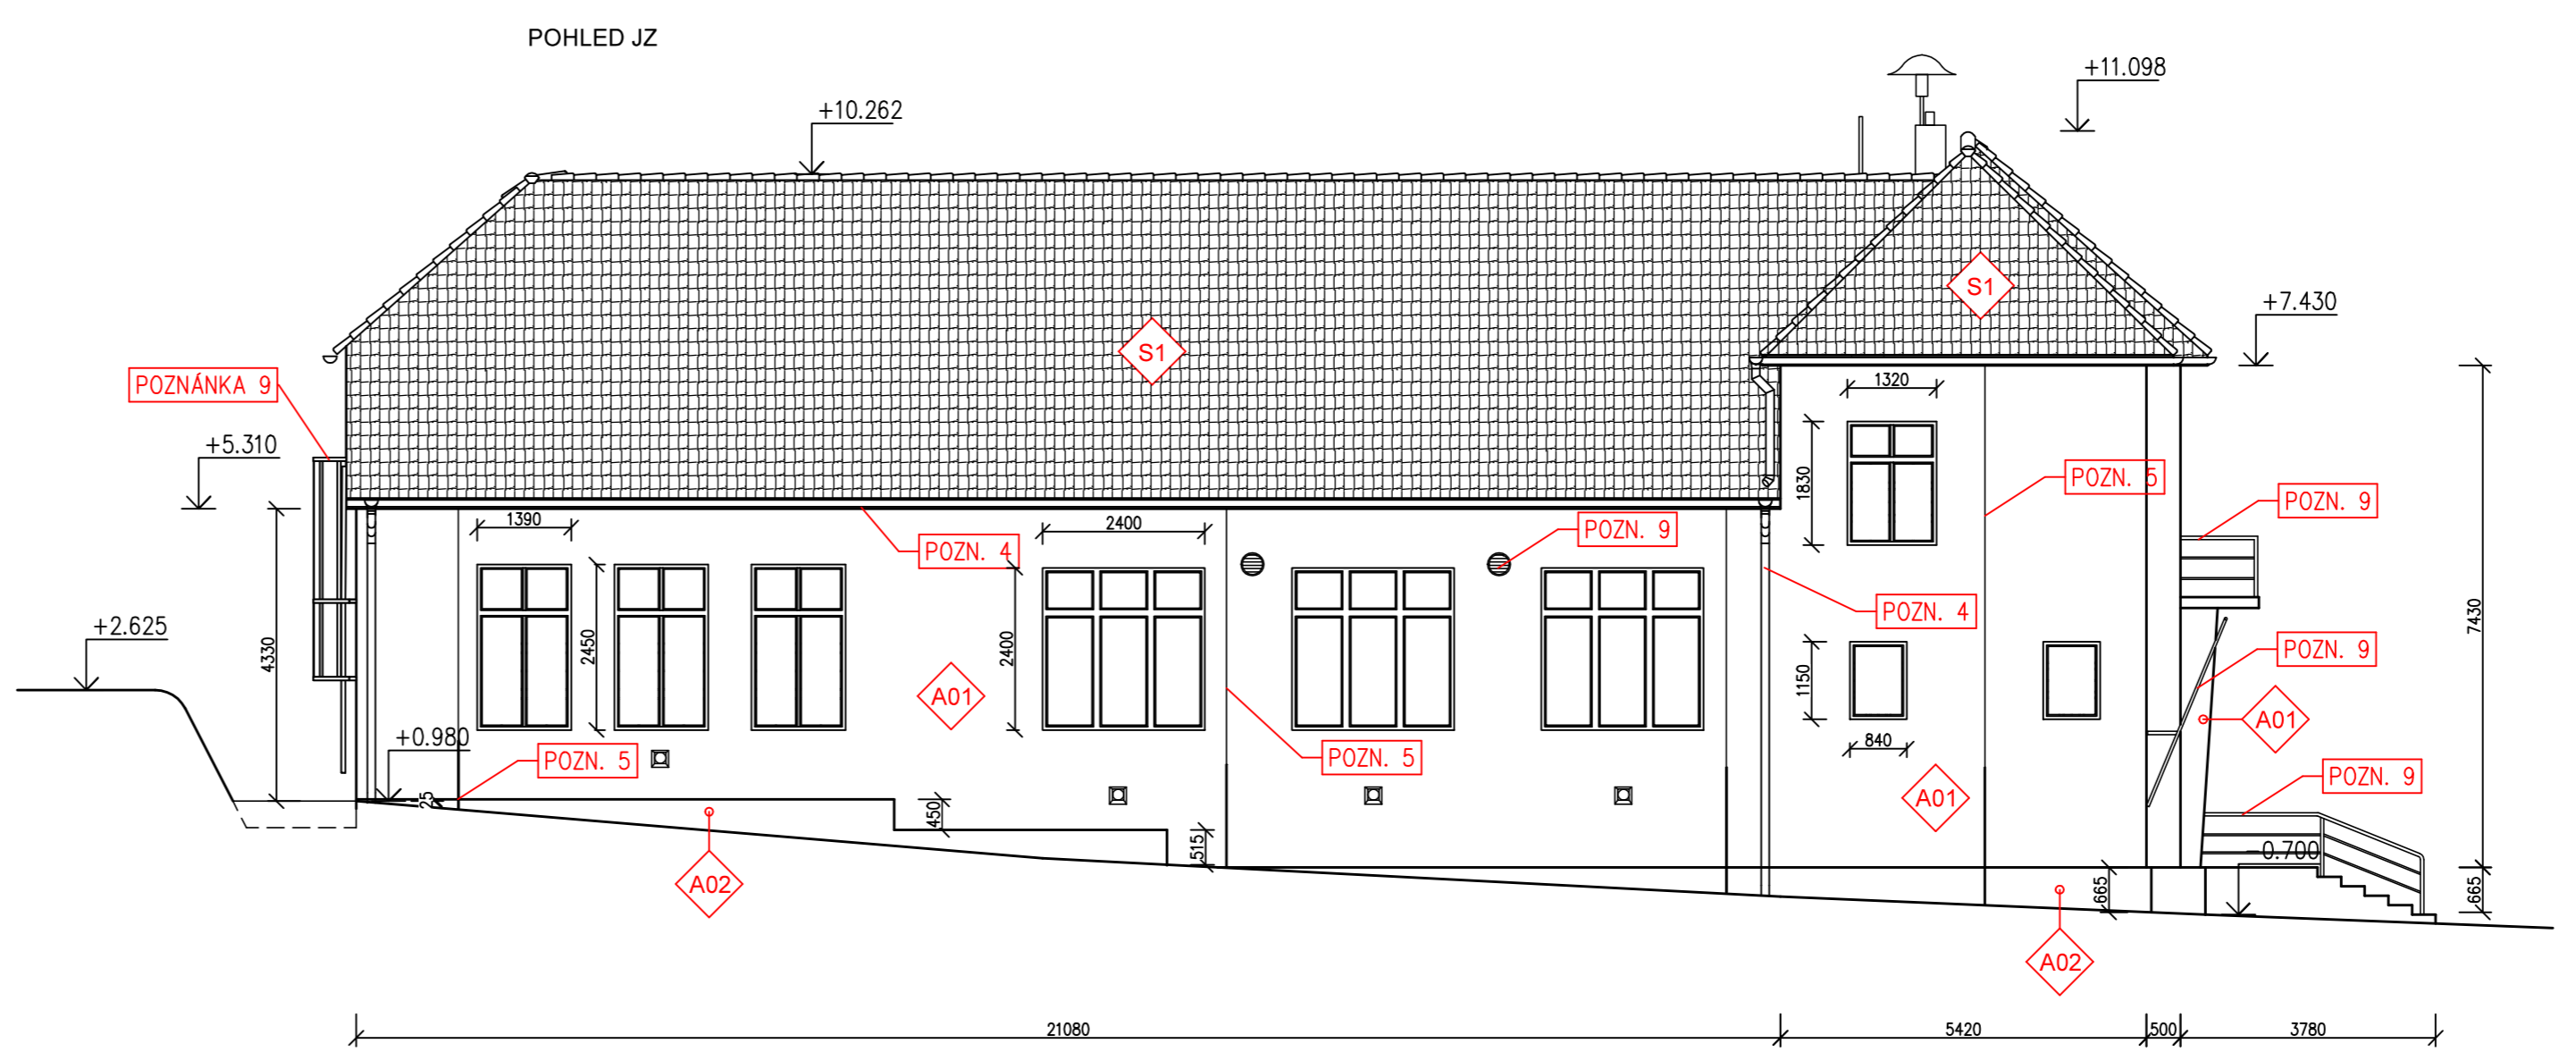 POHLED JZ
+11.098
+10.262
S1
+7.430
S1
POZNÁNKA 9
1320
+5.310
POZN. 5
1830
POZN. 9
1390
2400
POZN. 9
POZN. 4
POZN. 4
7430
+2.625
4330
2450
2400
1150
POZN. 9
A01
A01
+0.980
840
POZN. 5
POZN. 5
POZN. 9
A01
25
450
515
-0.700
A02
665
665
A02
21080
5420
500
3780